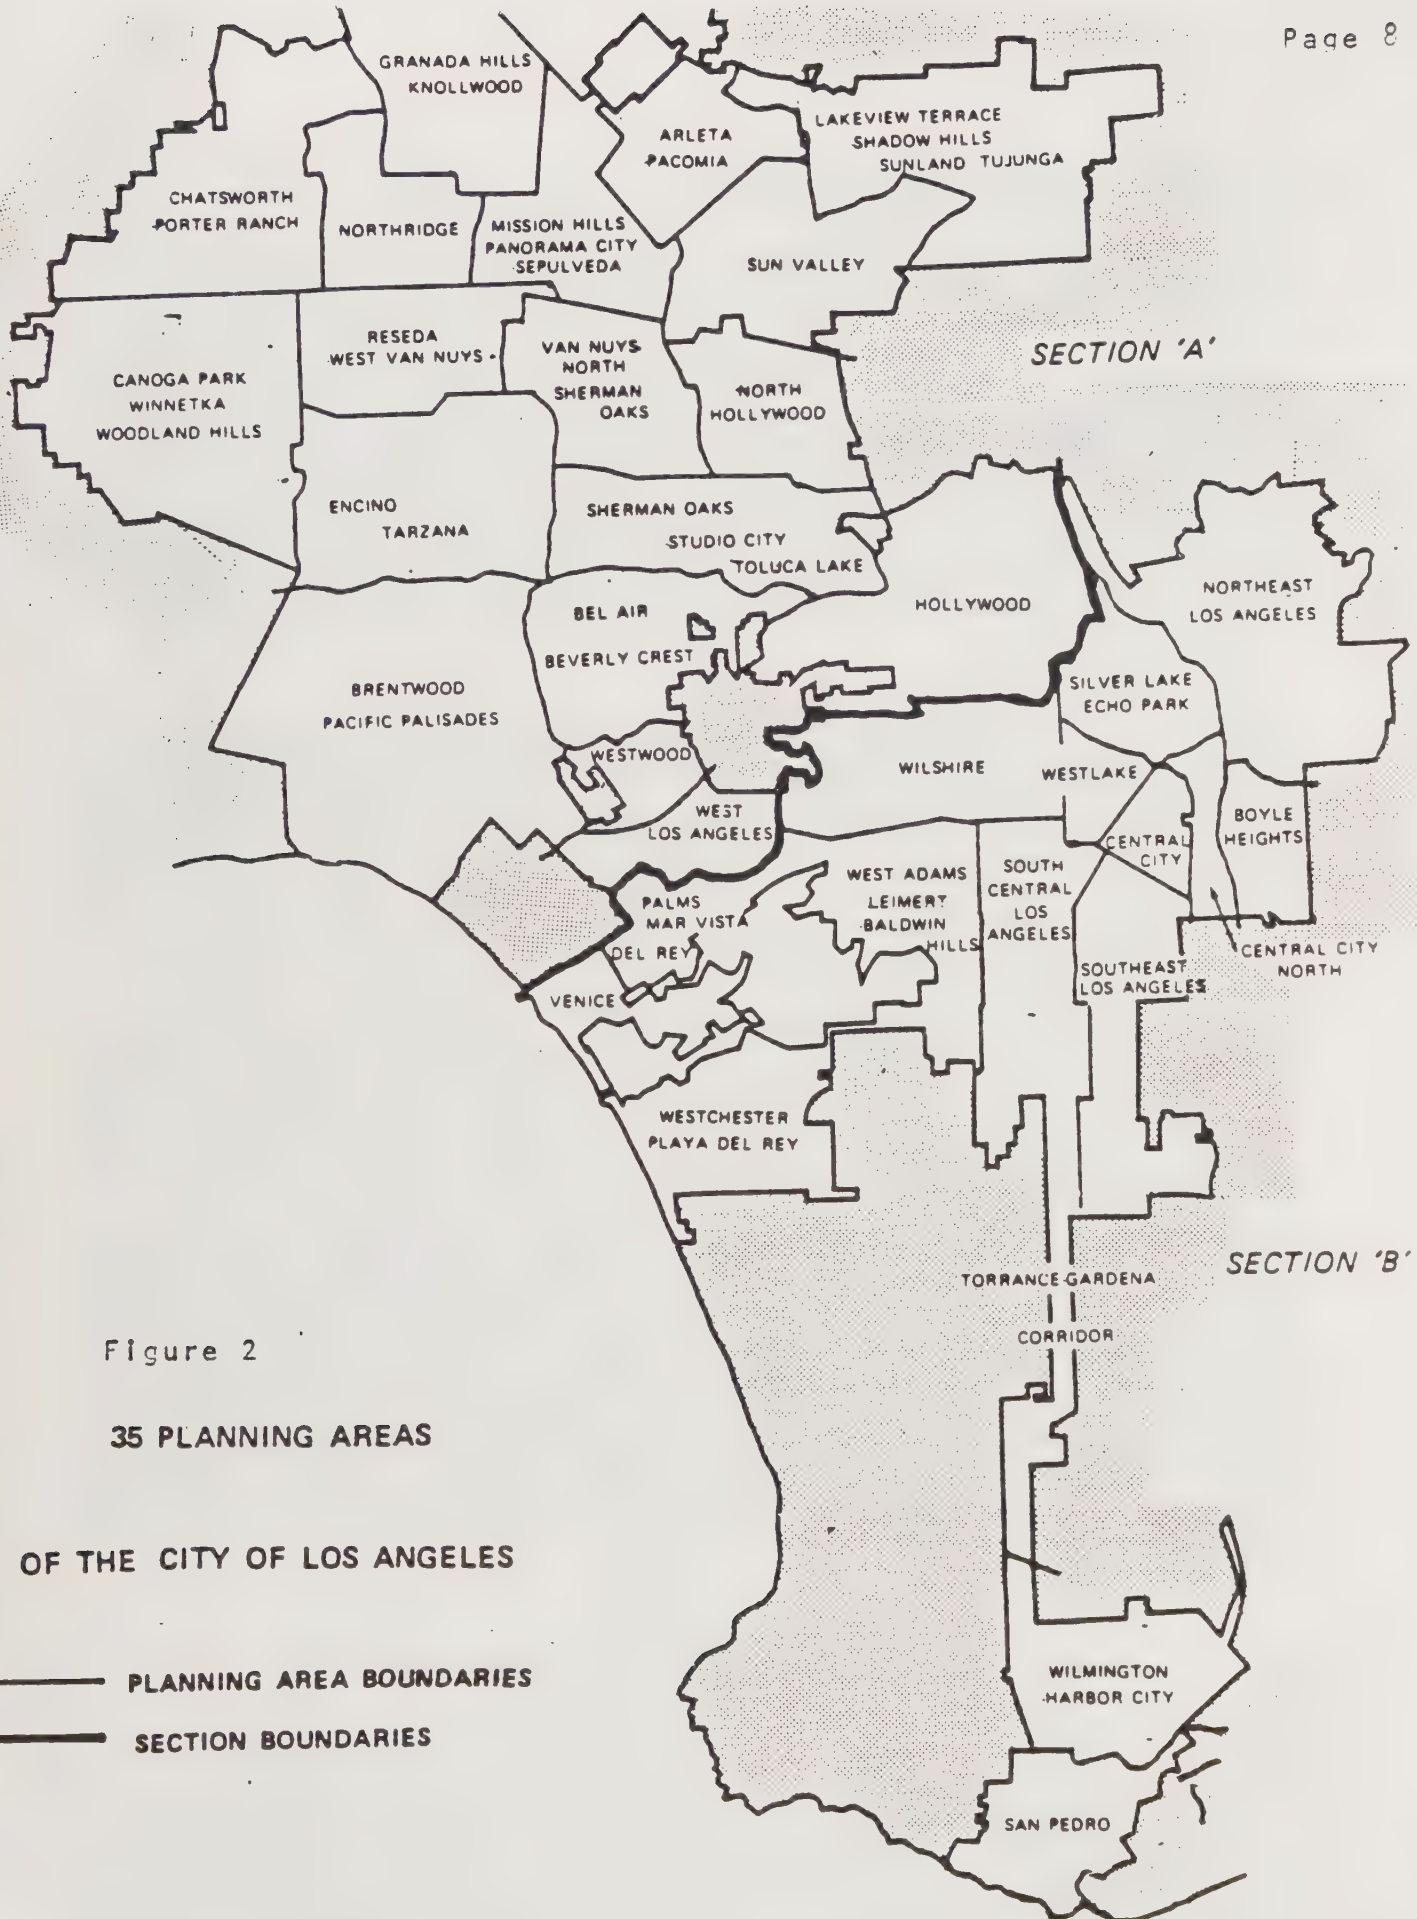 Page 8
GRANADA HILLS
KNOLLWOOD
ARLETA
PACOMIA
LAKEVIEW TERRACE
SHADOW HILLS
SUNLAND TUJUNGA
CHATSWORTH
PORTER RANCH
NORTHRIDGE
MISSION HILLS
PANORAMA CITY
SEPULVEDA
SUN VALLEY
RESEDA
WEST VAN NUYS
VAN NUYS
NORTH
SHERMAN
OAKS
SECTION 'A'
CANOGA PARK
WINNETKA
WOODLAND HILLS
NORTH
HOLLYWOOD
ENCINO
TARZANA
SHERMAN OAKS
STUDIO CITY
TOLUCA LAKE
HOLLYWOOD
NORTHEAST
LOS ANGELES
BEL AIR
BEVERLY CREST
BRENTWOOD
PACIFIC PALISADES
SILVER LAKE
ECHO PARK
WESTWOOD
WILSHIRE
WESTLAKE
WEST
LOS ANGELES
BOYLE
HEIGHTS
CENTRAL
CITY
WEST ADAMS
LEIMERT
BALDWIN
HILLS
SOUTH
CENTRAL
LOS
ANGELES
PALMS
MAR VISTA
DEL REY
VENICE
SOUTHEAST
LOS ANGELES
CENTRAL CITY
NORTH
WESTCHESTER
PLAYA DEL REY
SECTION 'B'
TORRANCE-GARDENA
CORRIDOR
Figure 2
35 PLANNING AREAS
OF THE CITY OF LOS ANGELES
PLANNING AREA BOUNDARIES
SECTION BOUNDARIES
WILMINGTON
HARBOR CITY
SAN PEDRO